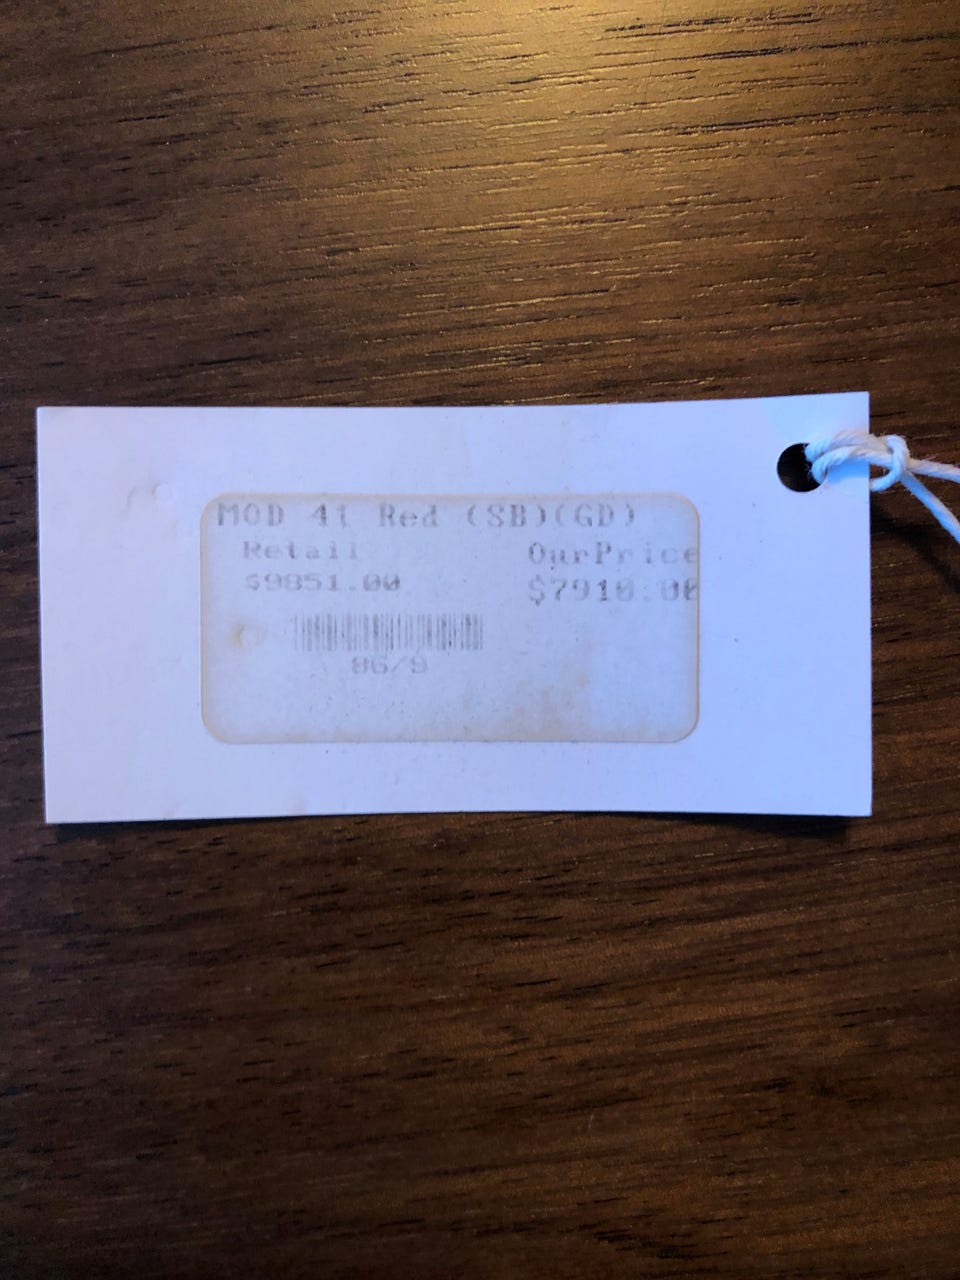 MOD 41 Red (SB)(GD)
Retail OurPrice
$9851.00 $7910.00
86/9